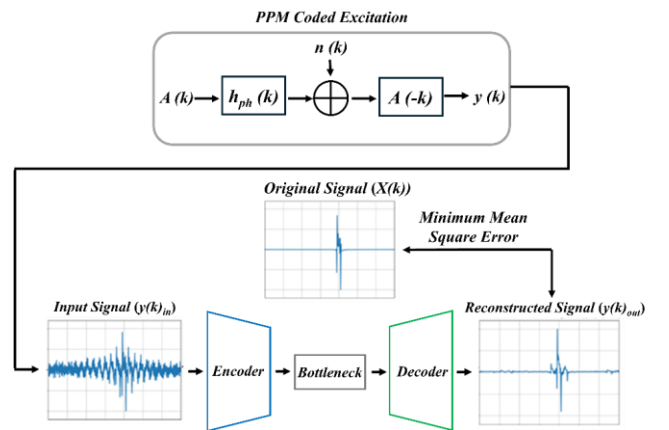 PPM Coded Excitation
n (k)
A (k)
h_ph (k)
A (-k)
y (k)
Original Signal (X(k))
Minimum Mean
Square Error
Input Signal (y(k)_in)
Reconstructed Signal (y(k)_out)
Encoder
Bottleneck
Decoder